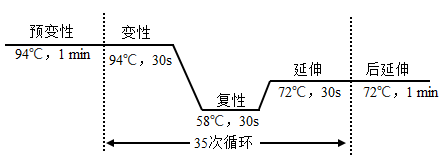 预变性
94℃，1 min
变性
94℃，30s
复性
58℃，30s
延伸
72℃，30s
后延伸
72℃，1 min
35次循环